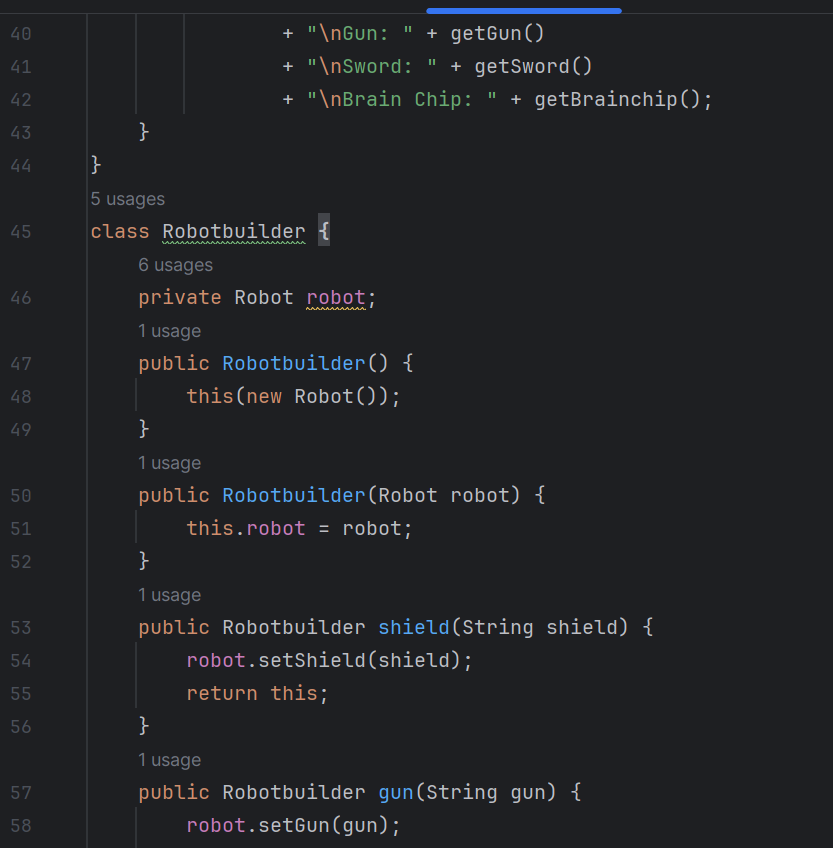 40 + "\nGun: " + getGun()
41 + "\nSword: " + getSword()
42 + "\nBrain Chip: " + getBrainchip();
43 }
44 }
5 usages
45 class Robotbuilder {
6 usages
46 private Robot robot;
1 usage
47 public Robotbuilder() {
48 this(new Robot());
49 }
1 usage
50 public Robotbuilder(Robot robot) {
51 this.robot = robot;
52 }
1 usage
53 public Robotbuilder shield(String shield) {
54 robot.setShield(shield);
55 return this;
56 }
1 usage
57 public Robotbuilder gun(String gun) {
58 robot.setGun(gun);